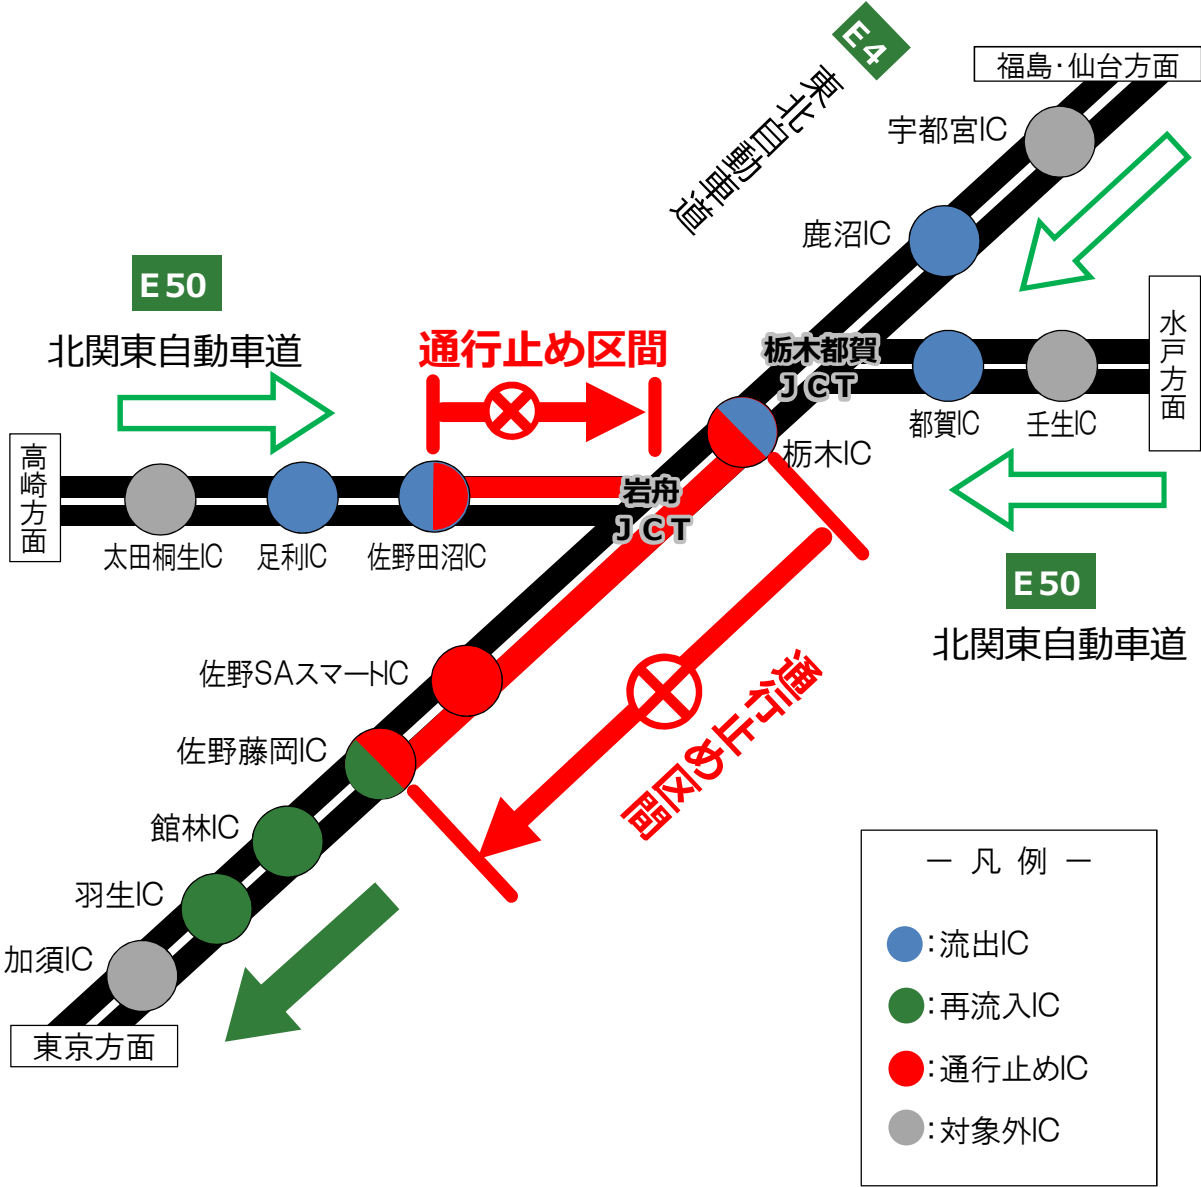 E4
東北自動車道
福島・仙台方面
宇都宮IC
鹿沼IC
E50
北関東自動車道
通行止め区間
栃木都賀
JCT
水戸方面
都賀IC
壬生IC
栃木IC
高崎方面
太田桐生IC
足利IC
佐野田沼IC
岩舟
JCT
E50
北関東自動車道
佐野SAスマートIC
通行止め
区間
佐野藤岡IC
館林IC
羽生IC
加須IC
東京方面
― 凡 例 ―
：流出IC
：再流入IC
：通行止めIC
：対象外IC